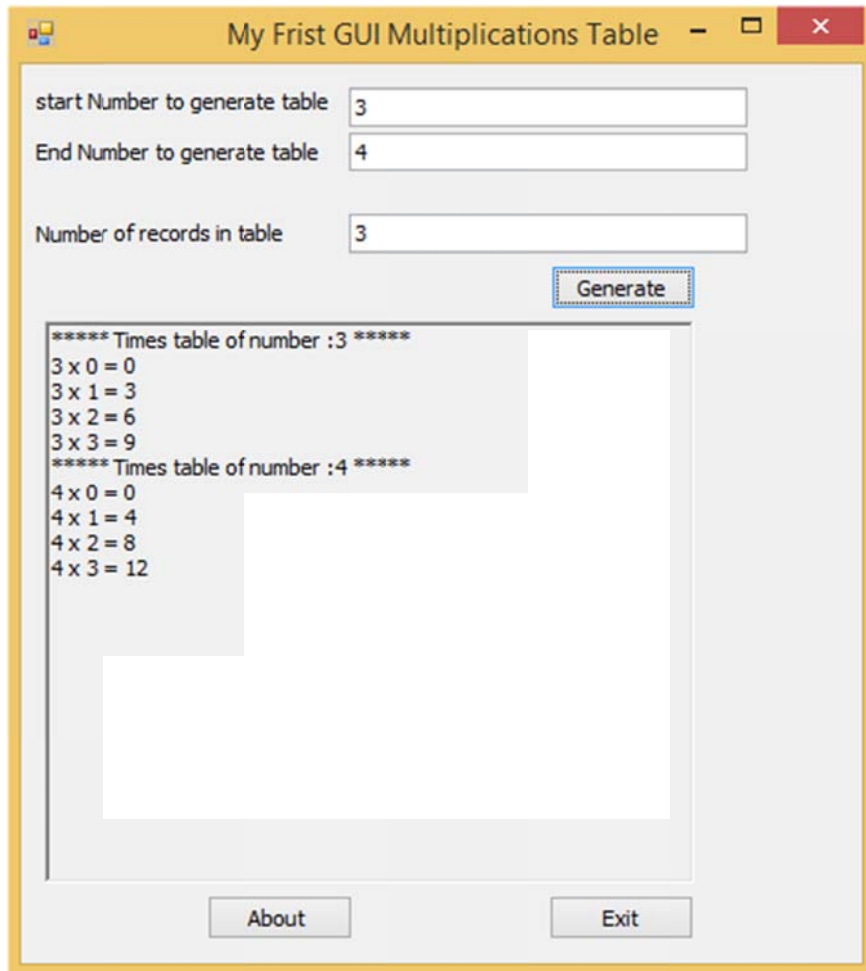 My Frist GUI Multiplications Table
start Number to generate table 3
End Number to generate table 4
Number of records in table 3
Generate
***** Times table of number :3 *****
3 x 0 = 0
3 x 1 = 3
3 x 2 = 6
3 x 3 = 9
***** Times table of number :4 *****
4 x 0 = 0
4 x 1 = 4
4 x 2 = 8
4 x 3 = 12
About Exit